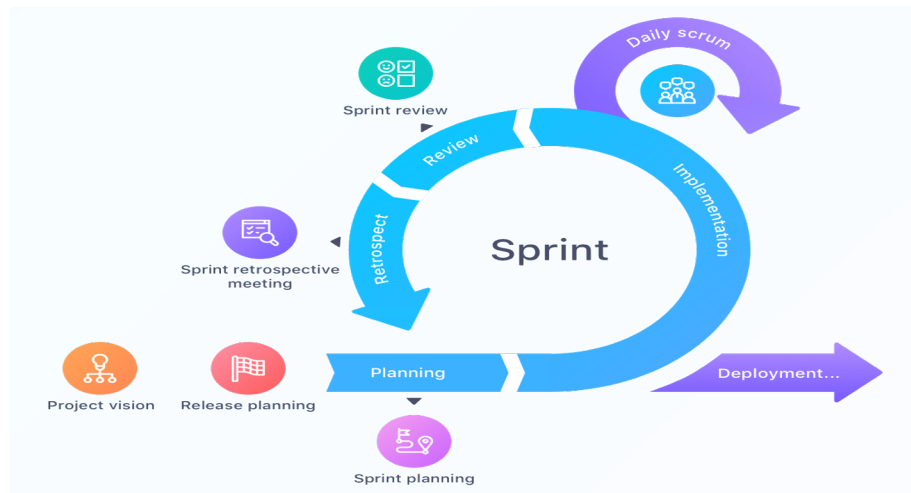 Daily scrum
Sprint review
Review
Implementation
Retrospect
Sprint
Sprint retrospective
meeting
Planning
Deployment...
Project vision
Release planning
Sprint planning